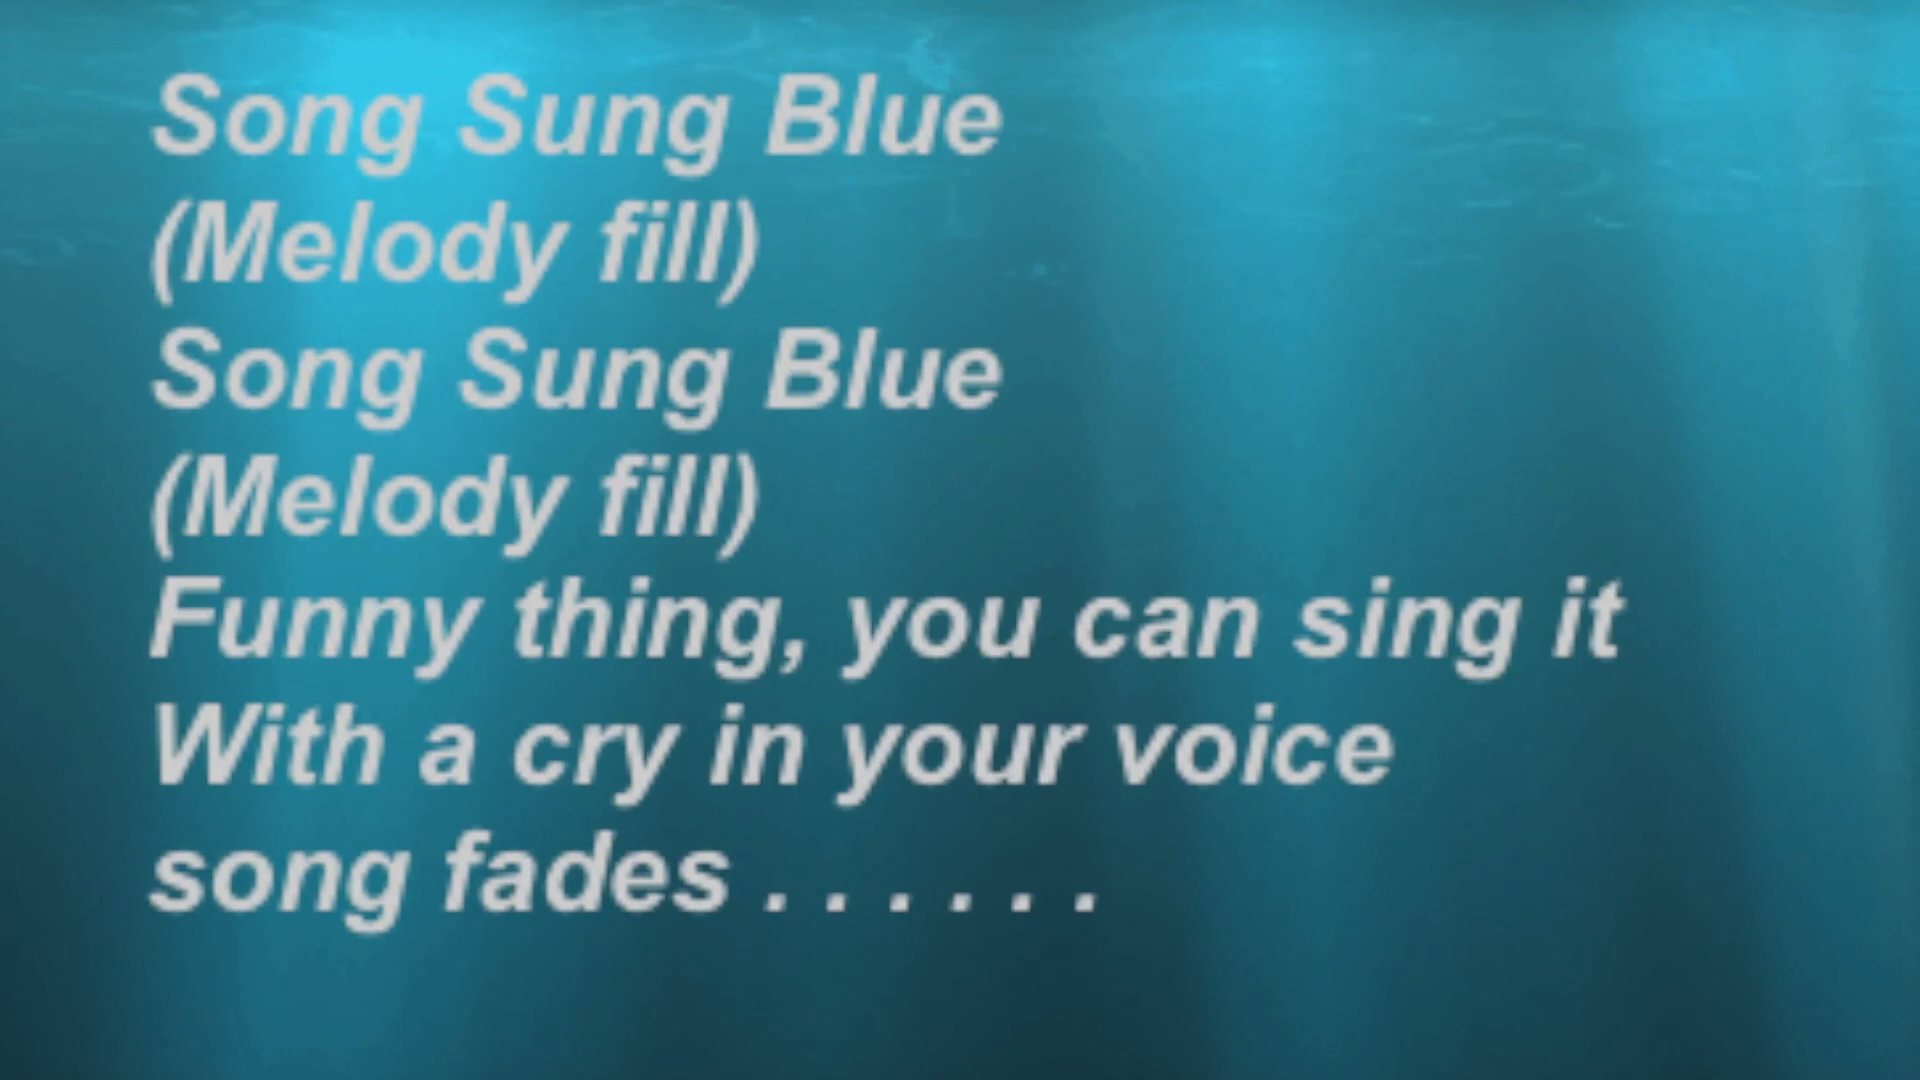 Song Sung Blue
(Melody fill)
Song Sung Blue
(Melody fill)
Funny thing, you can sing it
With a cry in your voice
song fades . . . . . .